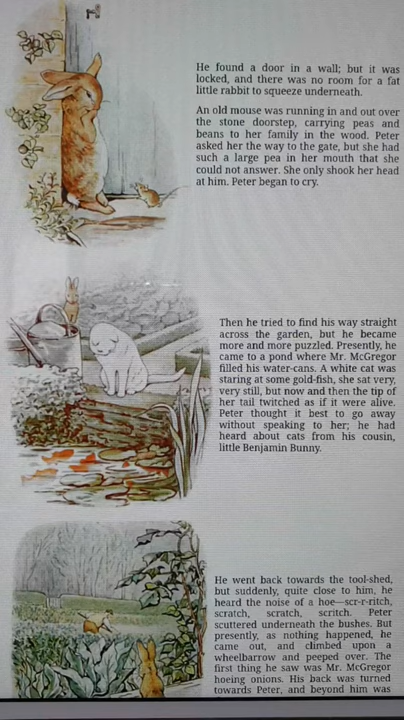 He found a door in a wall; but it was
locked, and there was no room for a fat
little rabbit to squeeze underneath.
An old mouse was running in and out over
the stone doorstep, carrying peas and
beans to her family in the wood. Peter
asked her the way to the gate, but she had
such a large pea in her mouth that she
could not answer. She only shook her head
at him. Peter began to cry.
Then he tried to find his way straight
across the garden, but he became
more and more puzzled. Presently, he
came to a pond where Mr. McGregor
filled his water-cans. A white cat was
staring at some gold-fish, she sat very,
very still, but now and then the tip of
her tail twitched as if it were alive.
Peter thought it best to go away
without speaking to her; he had
heard about cats from his cousin,
little Benjamin Bunny.
He went back towards the tool-shed,
but suddenly, quite close to him, he
heard the noise of a hoe—scr-r-ritch,
scratch, scratch, scritch. Peter
scuttered underneath the bushes. But
presently, as nothing happened, he
came out, and climbed upon a
wheelbarrow and peeped over. The
first thing he saw was Mr. McGregor
hoeing onions. His back was turned
towards Peter, and beyond him was